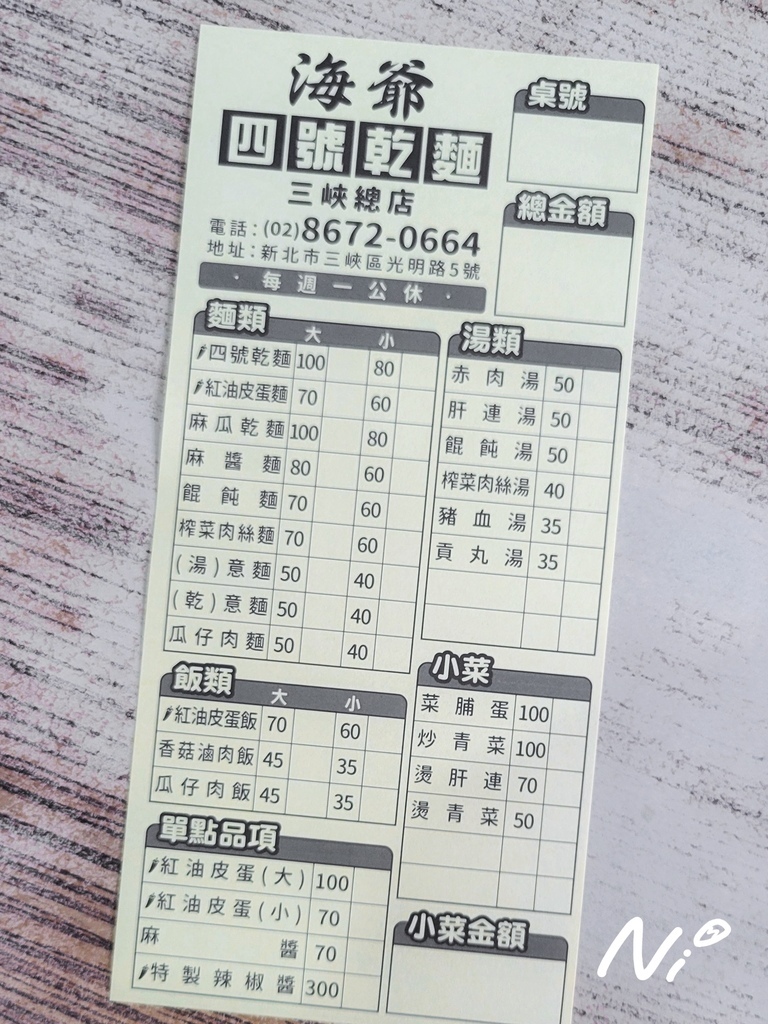 海爺
四號乾麵
三峽總店
電話：(02)8672-0664
地址：新北市三峽區光明路5號
·每週一公休·
桌號
總金額
麵類 大 小
四號乾麵 100 80
紅油皮蛋麵 70 60
麻瓜乾麵 100 80
麻醬麵 80 60
餛飩麵 70 60
榨菜肉絲麵 70 60
(湯)意麵 50 40
(乾)意麵 50 40
瓜仔肉麵 50 40
飯類 大 小
紅油皮蛋飯 70 60
香菇滷肉飯 45 35
瓜仔肉飯 45 35
單點品項
紅油皮蛋(大) 100
紅油皮蛋(小) 70
麻醬 70
特製辣椒醬 300
湯類
赤肉湯 50
肝連湯 50
餛飩湯 50
榨菜肉絲湯 40
豬血湯 35
貢丸湯 35
小菜
菜脯蛋 100
炒青菜 100
燙肝連 70
燙青菜 50
小菜金額
Ni